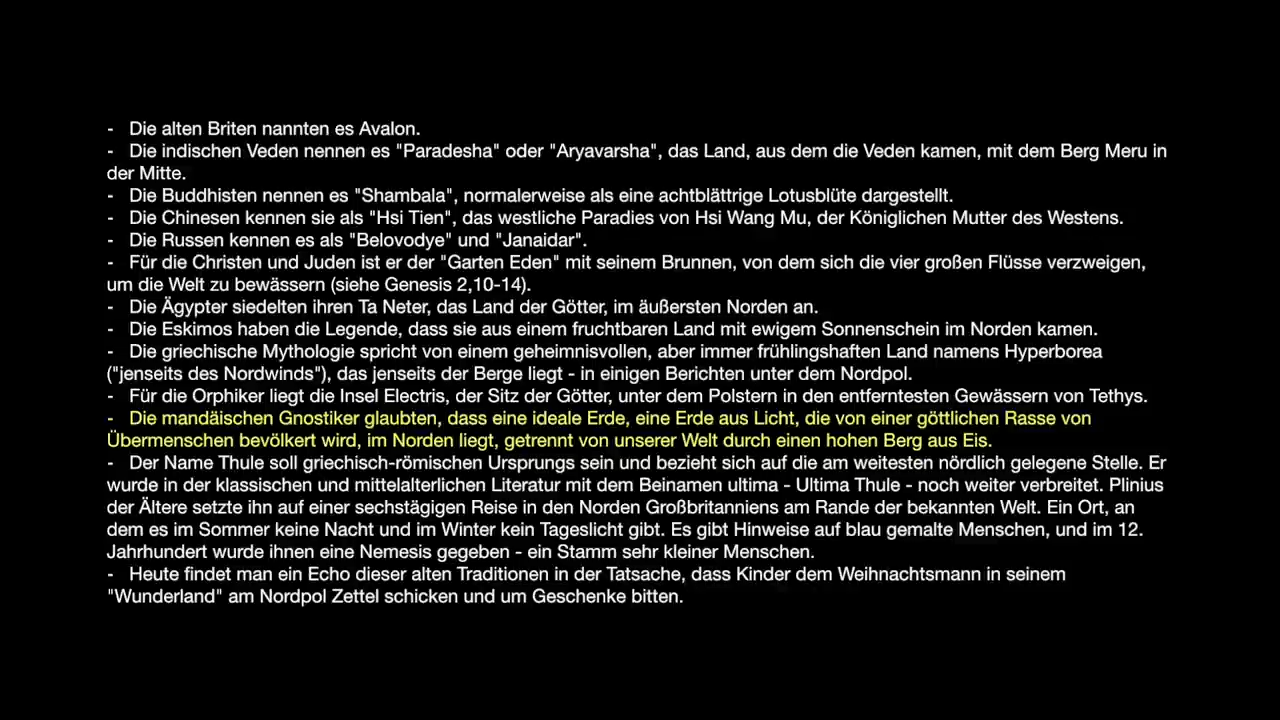 - Die alten Briten nannten es Avalon.
- Die indischen Veden nennen es "Paradesha" oder "Aryavarsha", das Land, aus dem die Veden kamen, mit dem Berg Meru in
der Mitte.
- Die Buddhisten nennen es "Shambala", normalerweise als eine achtblättrige Lotusblüte dargestellt.
- Die Chinesen kennen sie als "Hsi Tien", das westliche Paradies von Hsi Wang Mu, der Königlichen Mutter des Westens.
- Die Russen kennen es als "Belovodye" und "Janaidar".
- Für die Christen und Juden ist er der "Garten Eden" mit seinem Brunnen, von dem sich die vier großen Flüsse verzweigen,
um die Welt zu bewässern (siehe Genesis 2,10-14).
- Die Ägypter siedelten ihren Ta Neter, das Land der Götter, im äußersten Norden an.
- Die Eskimos haben die Legende, dass sie aus einem fruchtbaren Land mit ewigem Sonnenschein im Norden kamen.
- Die griechische Mythologie spricht von einem geheimnisvollen, aber immer frühlingshaften Land namens Hyperborea
("jenseits des Nordwinds"), das jenseits der Berge liegt - in einigen Berichten unter dem Nordpol.
- Für die Orphiker liegt die Insel Electris, der Sitz der Götter, unter dem Polstern in den entferntesten Gewässern von Tethys.
- Die mandäischen Gnostiker glaubten, dass eine ideale Erde, eine Erde aus Licht, die von einer göttlichen Rasse von
Übermenschen bevölkert wird, im Norden liegt, getrennt von unserer Welt durch einen hohen Berg aus Eis.
- Der Name Thule soll griechisch-römischen Ursprungs sein und bezieht sich auf die am weitesten nördlich gelegene Stelle. Er
wurde in der klassischen und mittelalterlichen Literatur mit dem Beinamen ultima - Ultima Thule - noch weiter verbreitet. Plinius
der Ältere setzte ihn auf einer sechstägigen Reise in den Norden Großbritanniens am Rande der bekannten Welt. Ein Ort, an
dem es im Sommer keine Nacht und im Winter kein Tageslicht gibt. Es gibt Hinweise auf blau gemalte Menschen, und im 12.
Jahrhundert wurde ihnen eine Nemesis gegeben - ein Stamm sehr kleiner Menschen.
- Heute findet man ein Echo dieser alten Traditionen in der Tatsache, dass Kinder dem Weihnachtsmann in seinem
"Wunderland" am Nordpol Zettel schicken und um Geschenke bitten.